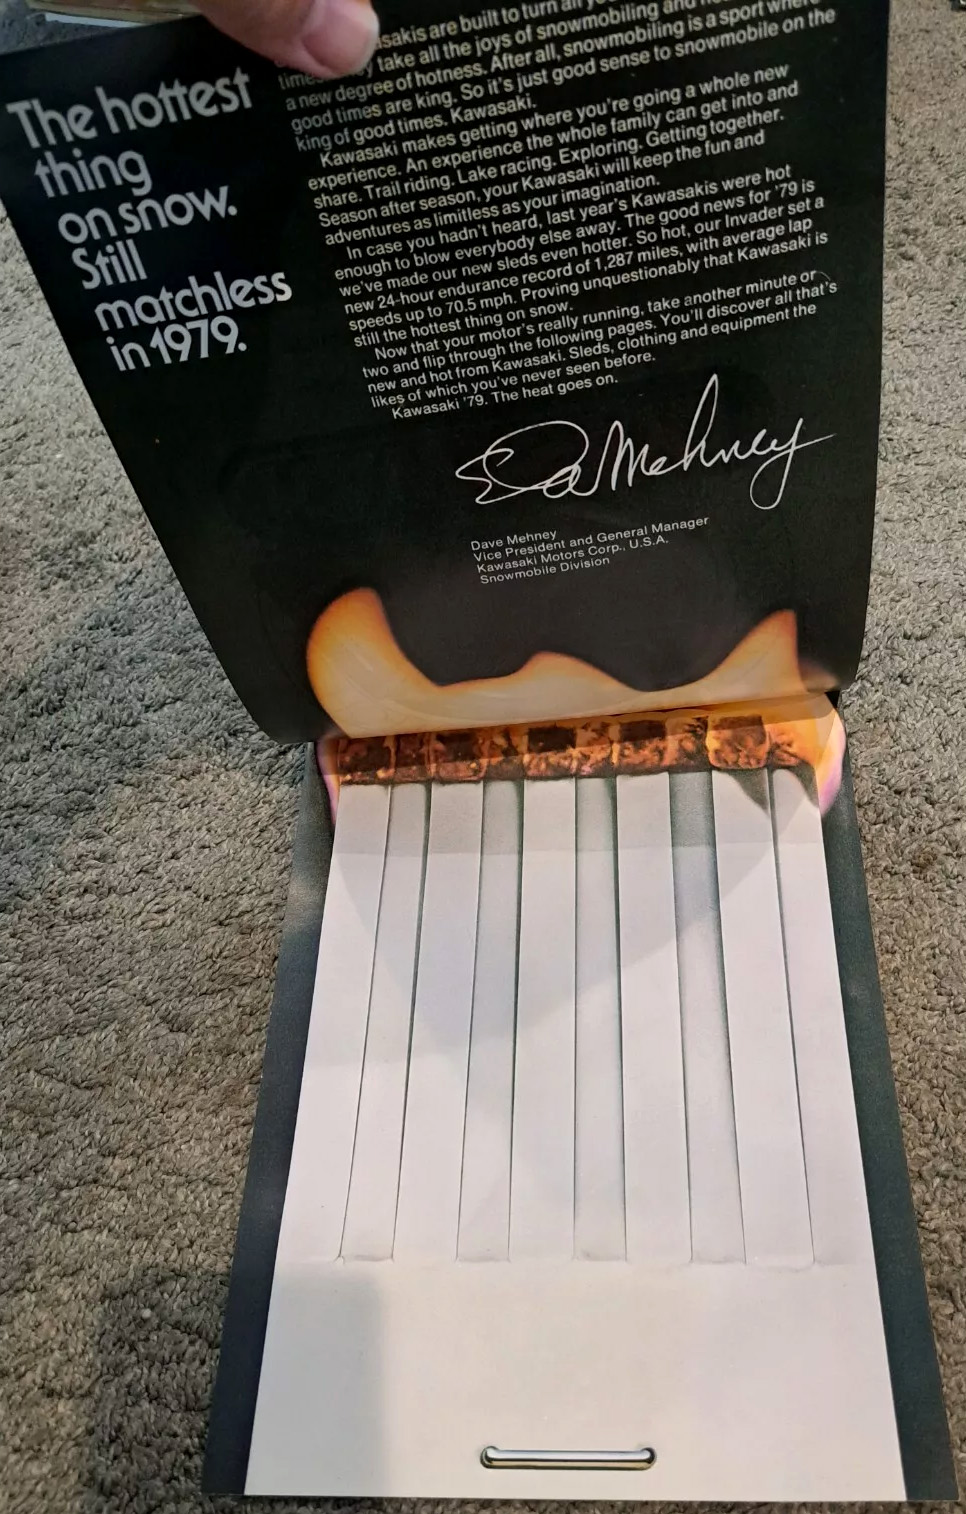 The hottest
thing
on snow.
Still
matchless
in 1979.
are built to turn
take all the joys of snowmobiling and
a new degree of hotness. After all, snowmobiling is a sport where
good times are king. So it's just good sense to snowmobile on the
king of good times. Kawasaki.
Kawasaki makes getting where you're going a whole new
experience. An experience the whole family can get into and
share. Trail riding. Lake racing. Exploring. Getting together.
Season after season, your Kawasaki will keep the fun and
adventures as limitless as your imagination.
In case you hadn't heard, last year's Kawasakis were hot
enough to blow everybody else away. The good news for '79 is
we've made our new sleds even hotter. So hot, our Invader set a
new 24-hour endurance record of 1,287 miles, with average lap
speeds up to 70.5 mph. Proving unquestionably that Kawasaki is
still the hottest thing on snow.
Now that your motor's really running, take another minute or
two and flip through the following pages. You'll discover all that's
new and hot from Kawasaki. Sleds, clothing and equipment the
likes of which you've never seen before.
Kawasaki '79. The heat goes on.
Dave Mehney
Dave Mehney
Vice President and General Manager
Kawasaki Motors Corp., U.S.A.
Snowmobile Division